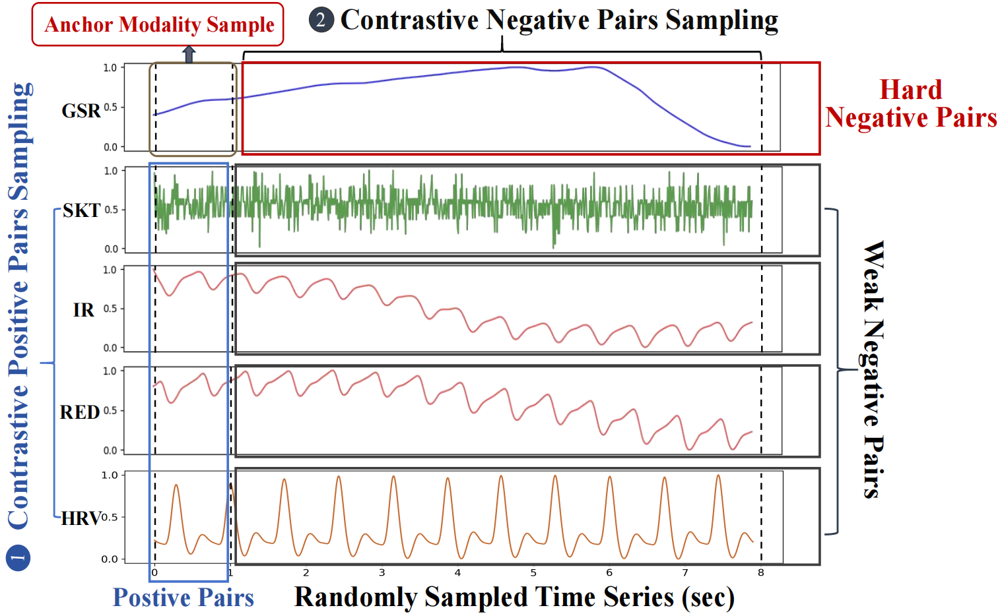 Anchor Modality Sample
2 Contrastive Negative Pairs Sampling
1 Contrastive Positive Pairs Sampling
GSR
1.0
0.5
0.0
Hard
Negative Pairs
SKT
1.0
0.5
0.0
IR
1.0
0.5
0.0
RED
1.0
0.5
0.0
HRV
1.0
0.5
0.0
Weak Negative Pairs
0 1 2 3 4 5 6 7 8
Postive Pairs
Randomly Sampled Time Series (sec)